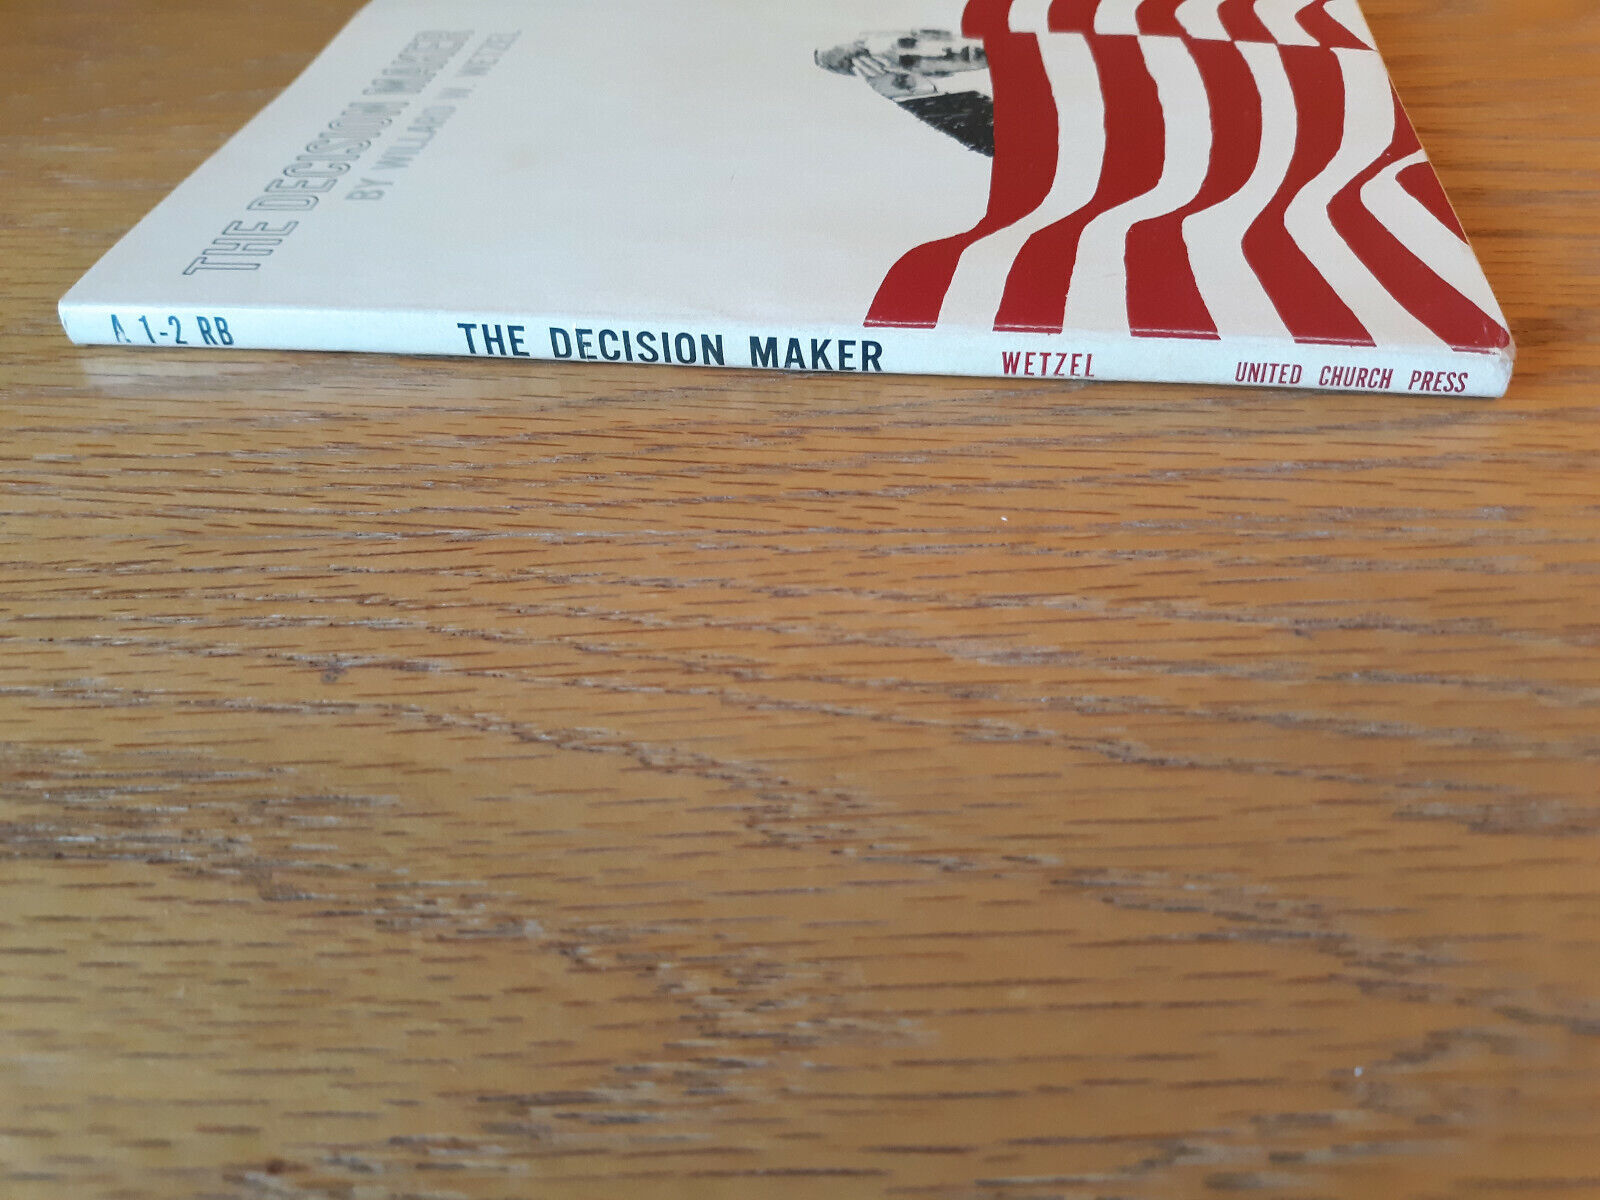 THE DECISION MAKER
BY WILLARD W WETZEL
A 1-2 RB THE DECISION MAKER WETZEL UNITED CHURCH PRESS